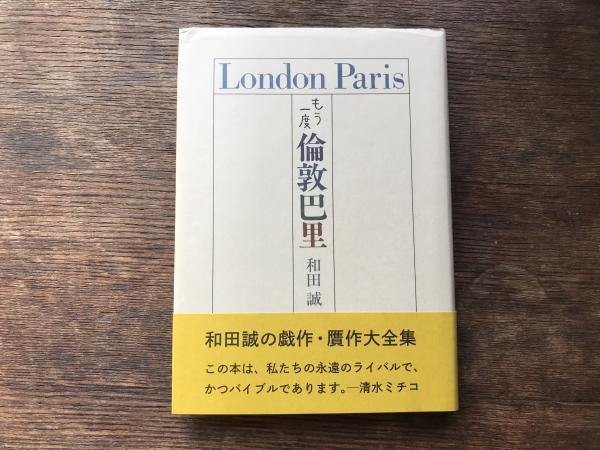 London Paris
もう
一度
倫敦巴里
和田 誠
和田誠の戯作・贋作大全集
この本は、私たちの永遠のライバルで、
かつバイブルであります。―清水ミチコ